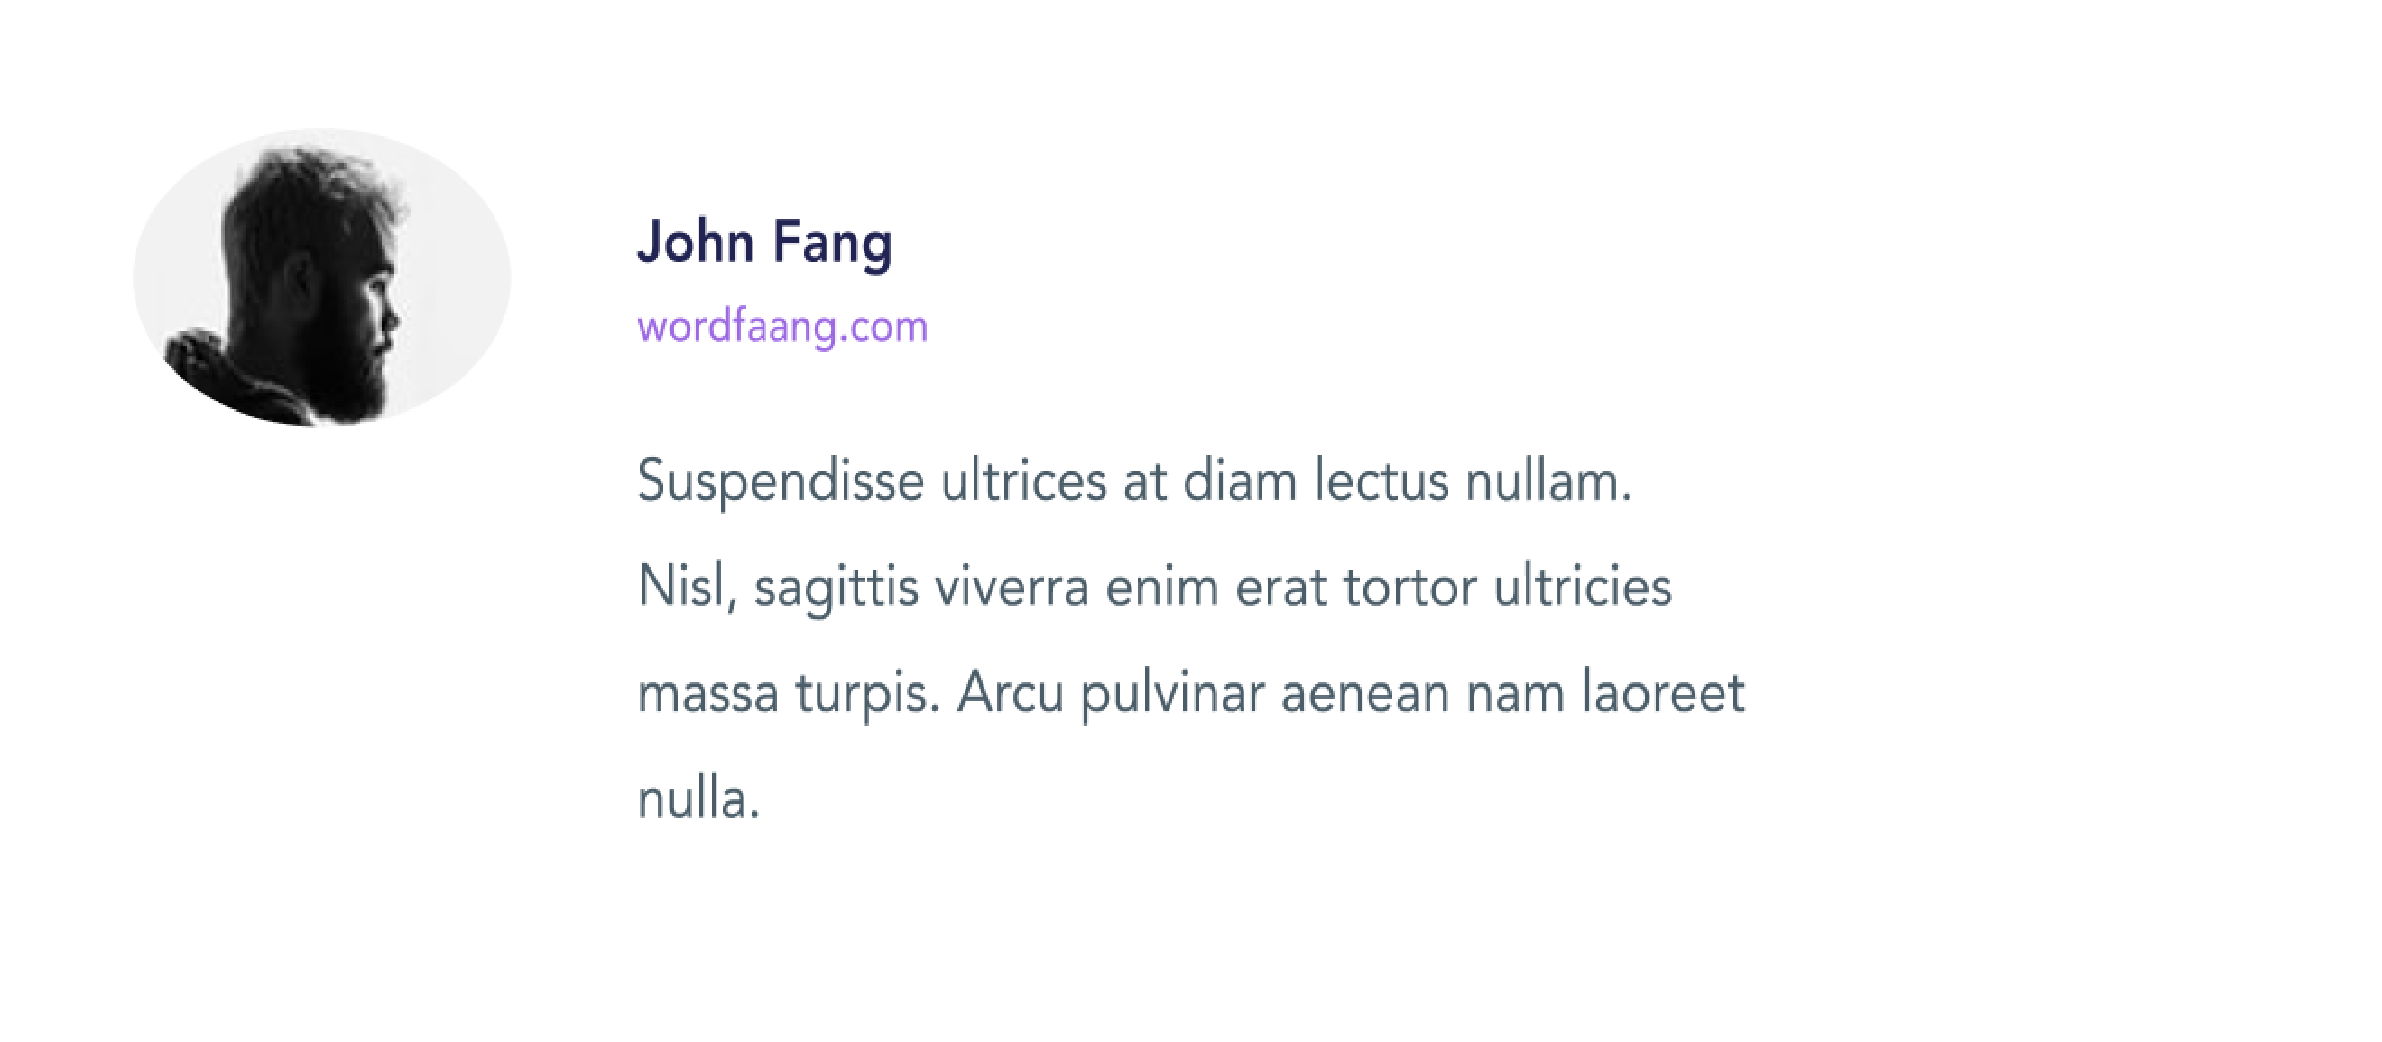 John Fang
wordfaang.com
Suspendisse ultrices at diam lectus nullam.
Nisl, sagittis viverra enim erat tortor ultricies
massa turpis. Arcu pulvinar aenean nam laoreet
nulla.